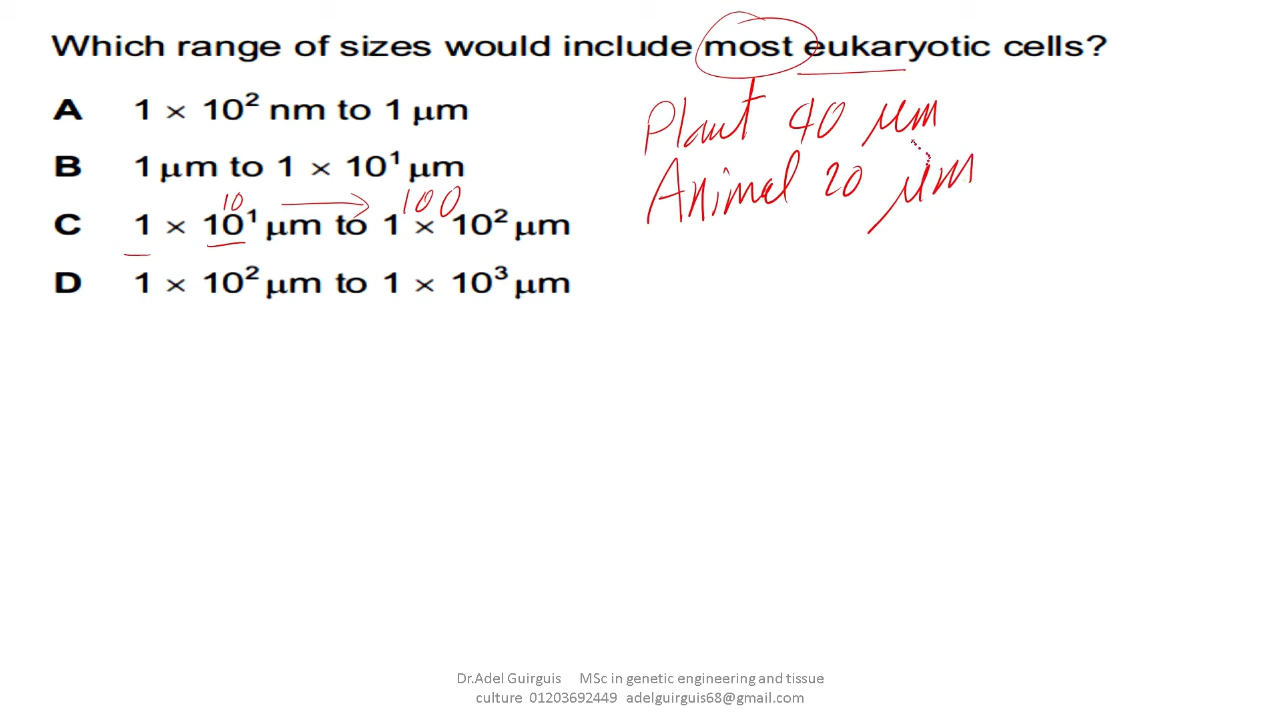 Which range of sizes would include most eukaryotic cells?
A 1 × 10² nm to 1 µm
Plant 40 µm
B 1 µm to 1 × 10¹ µm
Animal 20 µm
10 100
C 1 × 10¹ µm to 1 × 10² µm
D 1 × 10² µm to 1 × 10³ µm
Dr.Adel Guirguis MSc in genetic engineering and tissue
culture 01203692449 adelguirguis68@gmail.com